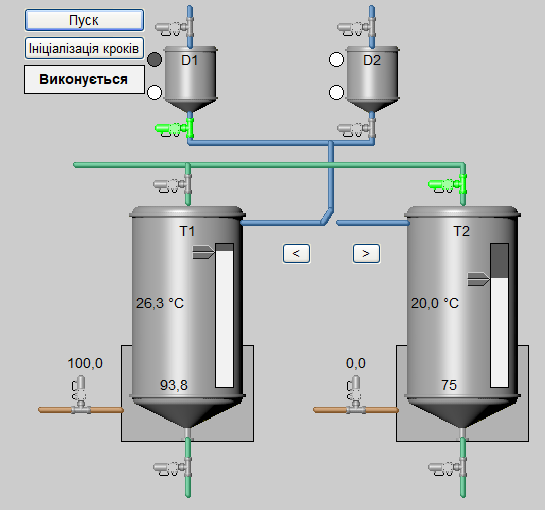 Пуск
Ініціалізація кроків
Виконується
D1
D2
T1
T2
<
>
26,3 °C
20,0 °C
100,0
93,8
0,0
75